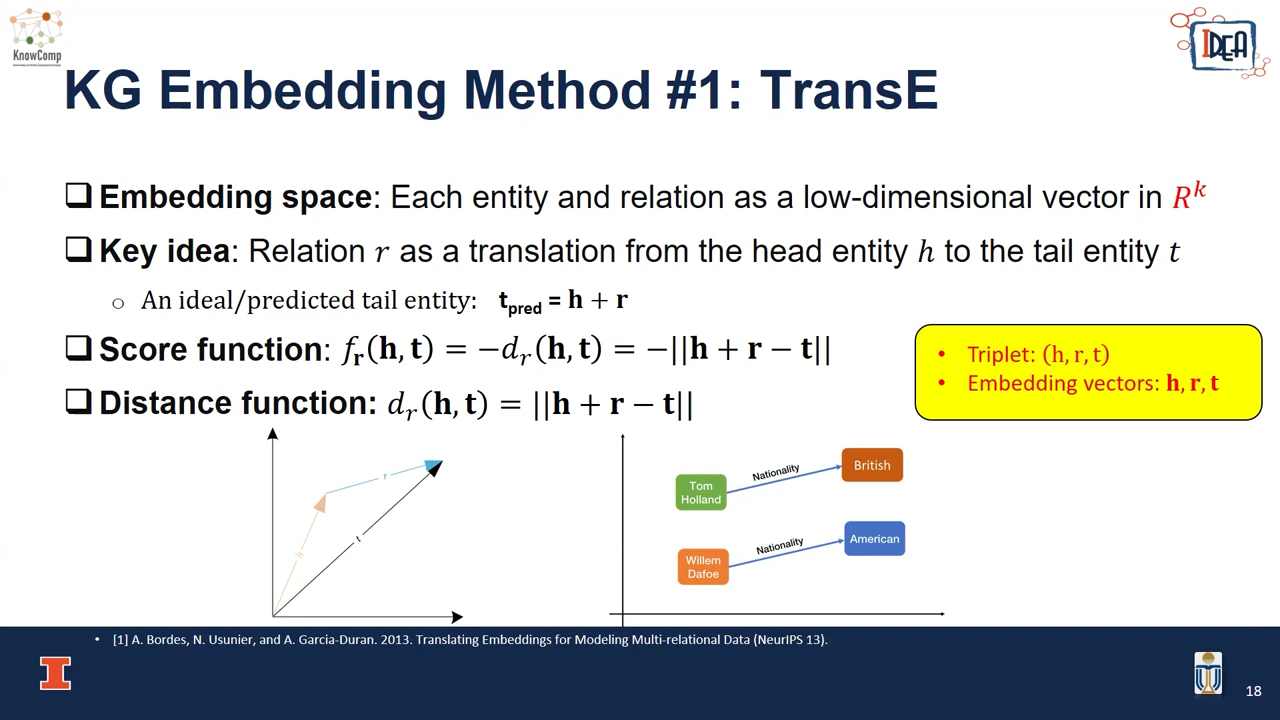 KnowComp
IDEA
KG Embedding Method #1: TransE
❑ Embedding space: Each entity and relation as a low-dimensional vector in R^k
❑ Key idea: Relation r as a translation from the head entity h to the tail entity t
○ An ideal/predicted tail entity: t_pred = h + r
❑ Score function: f_r(h, t) = −d_r(h, t) = −||h + r − t||
❑ Distance function: d_r(h, t) = ||h + r − t||
• Triplet: (h, r, t)
• Embedding vectors: h, r, t
r
h
t
Tom
Holland
Nationality
British
Willem
Dafoe
Nationality
American
• [1] A. Bordes, N. Usunier, and A. Garcia-Duran. 2013. Translating Embeddings for Modeling Multi-relational Data (NeurIPS 13).
I
18